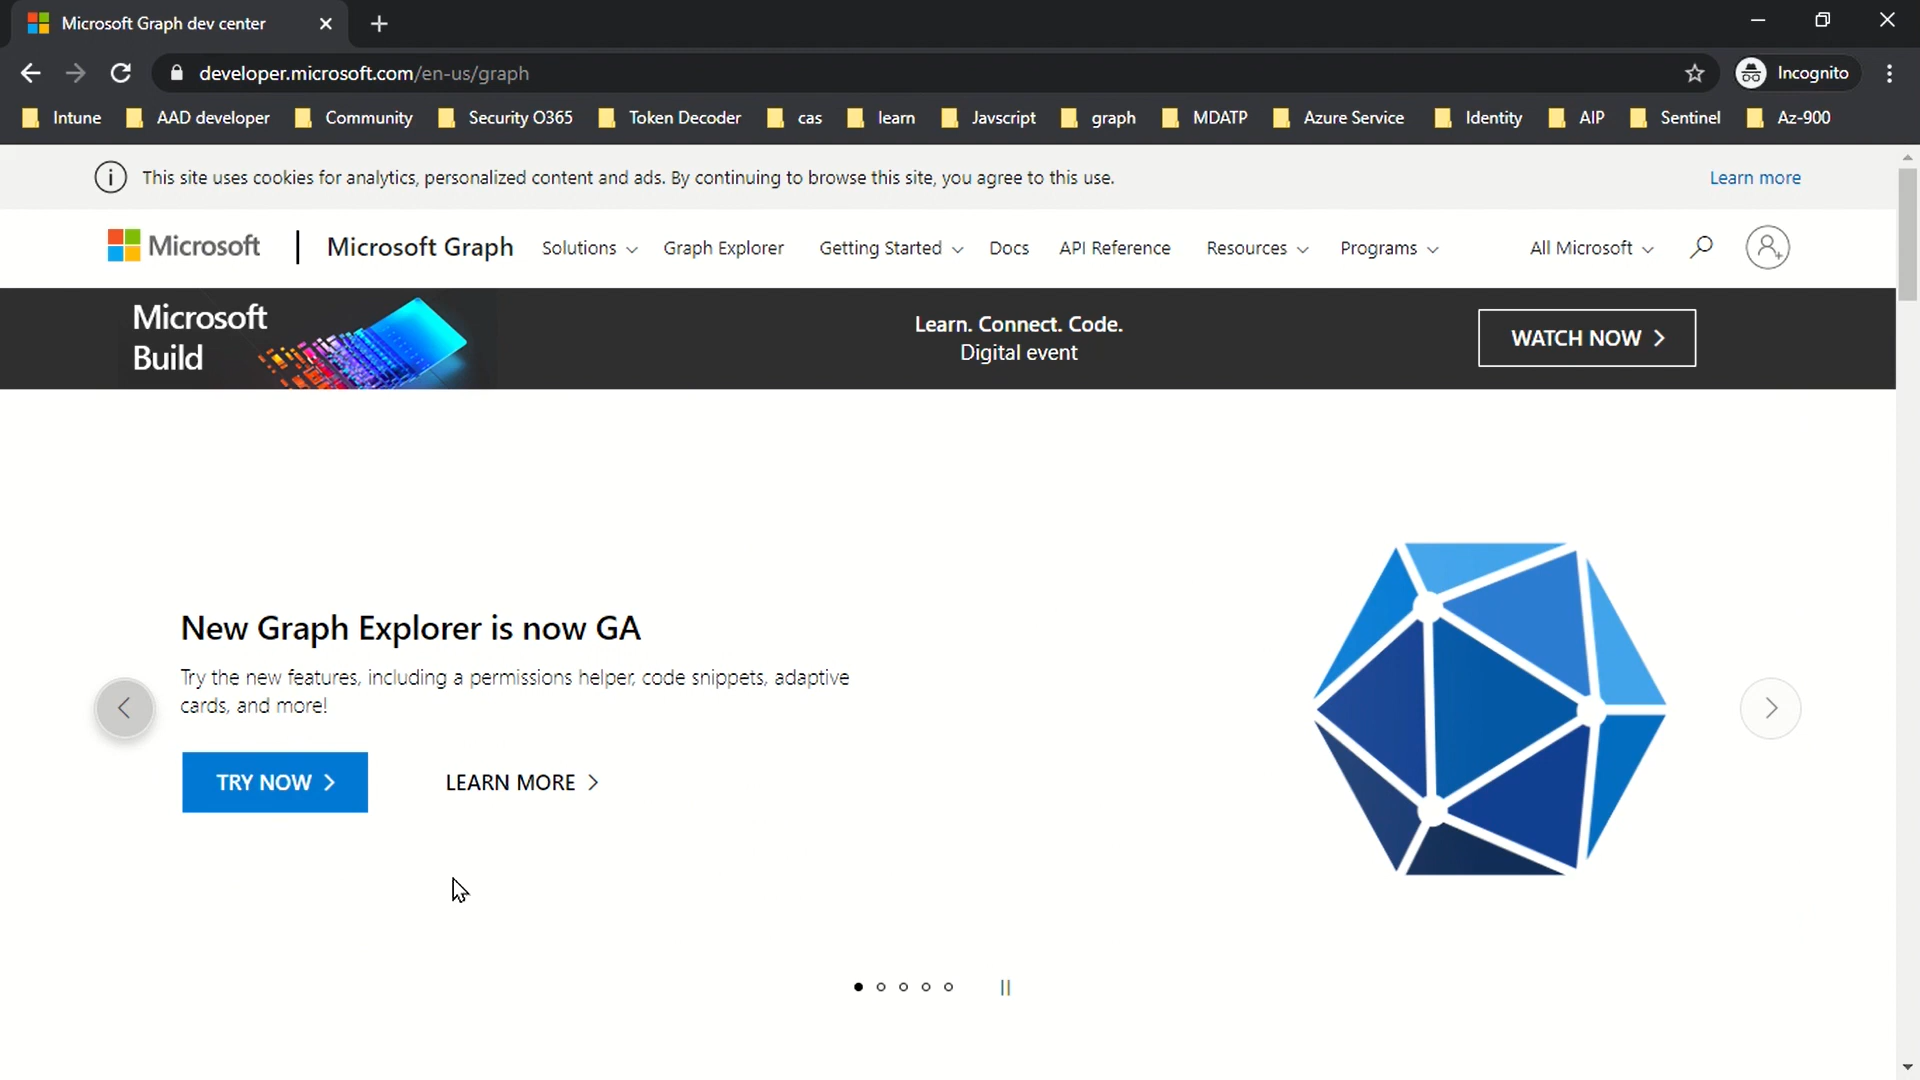 Microsoft Graph dev center
developer.microsoft.com/en-us/graph
Incognito
Intune AAD developer Community Security O365 Token Decoder cas learn Javscript graph MDATP Azure Service Identity AIP Sentinel Az-900
This site uses cookies for analytics, personalized content and ads. By continuing to browse this site, you agree to this use. Learn more
Microsoft Microsoft Graph Solutions Graph Explorer Getting Started Docs API Reference Resources Programs All Microsoft
Microsoft
Build
Learn. Connect. Code.
Digital event
WATCH NOW
New Graph Explorer is now GA
Try the new features, including a permissions helper, code snippets, adaptive
cards, and more!
TRY NOW LEARN MORE